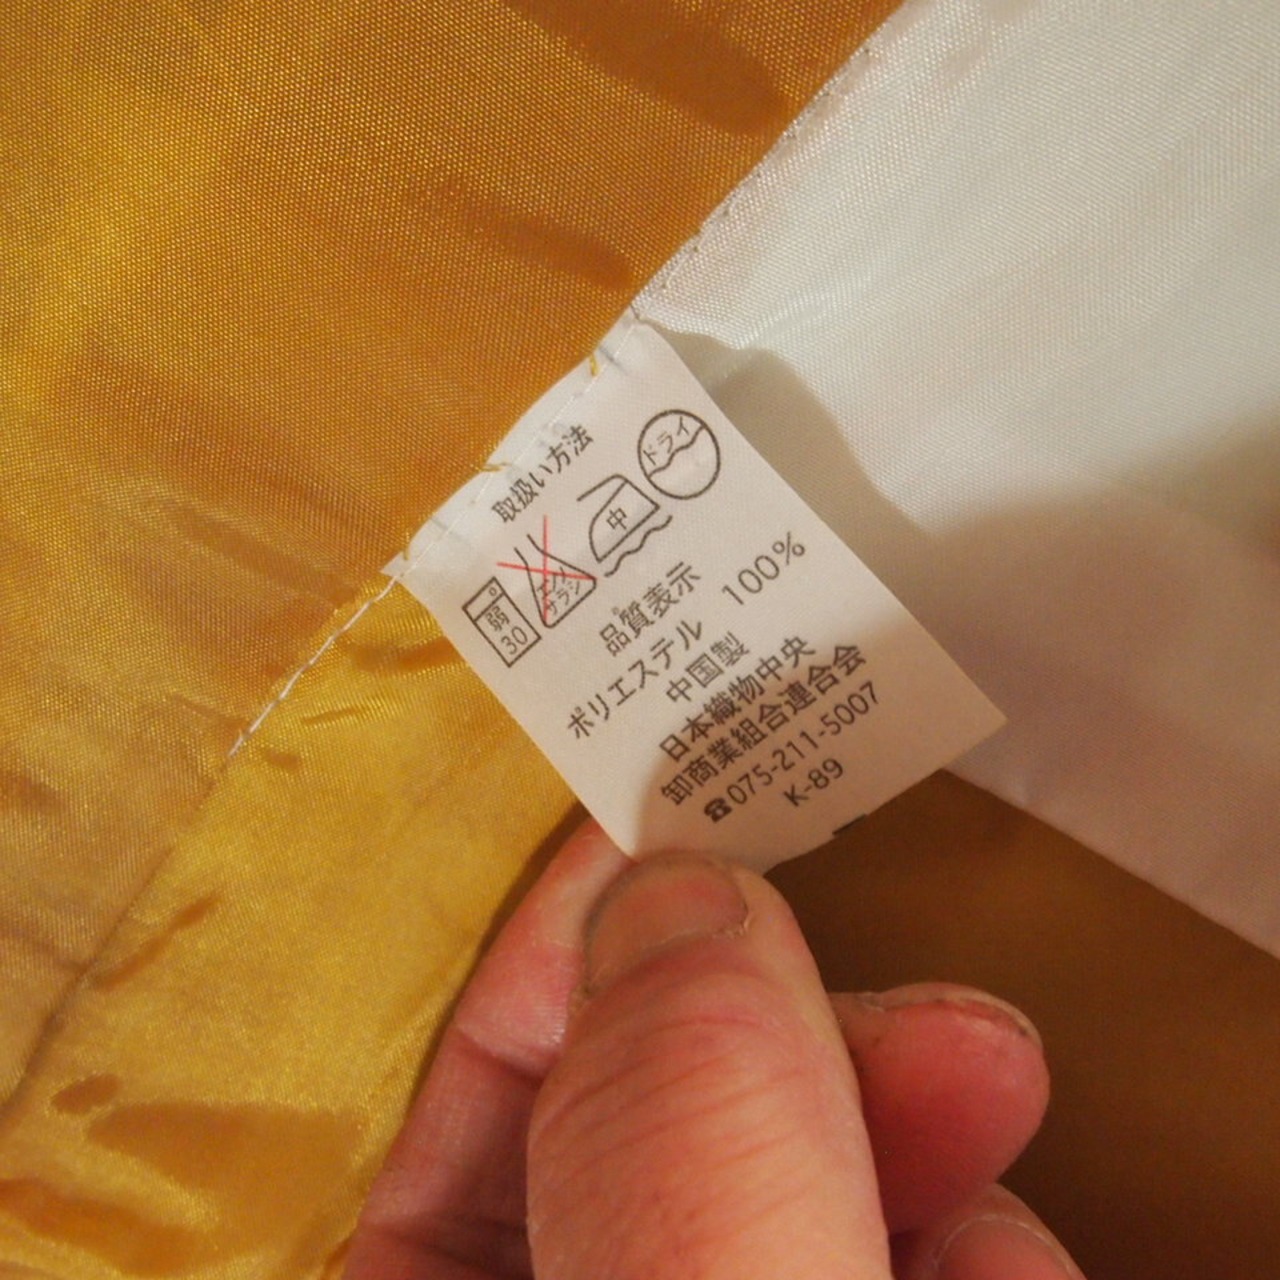 取扱い方法
弱
30
エンソ
サラシ
中
ドライ
品質表示
ポリエステル 100%
中国製
日本織物中央
卸商業組合連合会
☎075-211-5007
K-89